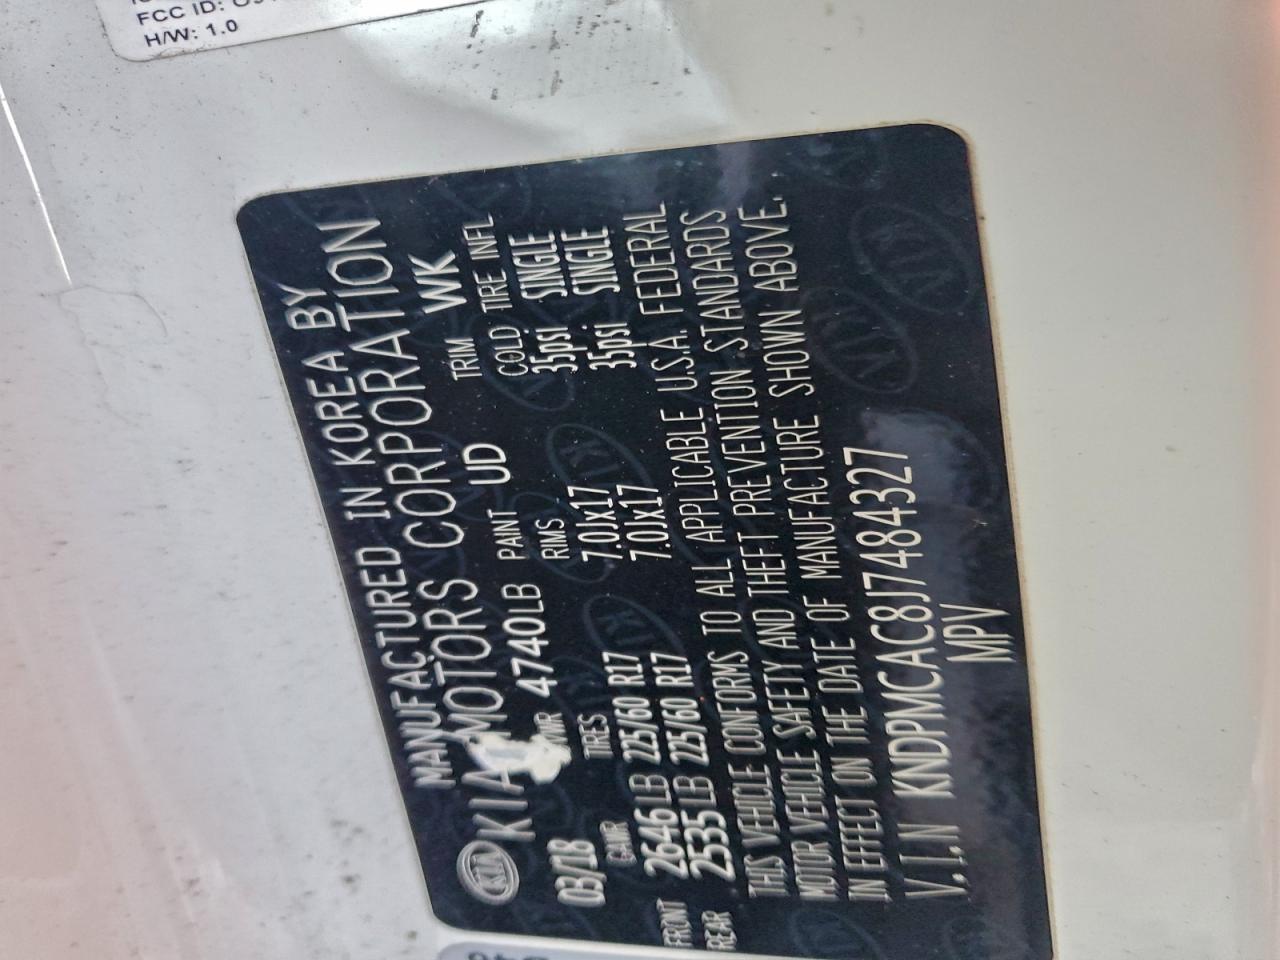 H/W: 1.0
MANUFACTURED IN KOREA BY
KIA KIA MOTORS CORPORATION
03/18 4740LB PAINT UD TRIM WK
GAWR TIRES RIMS COLD TIRE INFL
FRONT 2646LB 225/60 R17 7.0Jx17 35psi SINGLE
REAR 2535LB 225/60 R17 7.0Jx17 35psi SINGLE
THIS VEHICLE CONFORMS TO ALL APPLICABLE U.S.A. FEDERAL
MOTOR VEHICLE SAFETY AND THEFT PREVENTION STANDARDS
IN EFFECT ON THE DATE OF MANUFACTURE SHOWN ABOVE.
V.I.N KNDPMCAC8J7484327
MPV